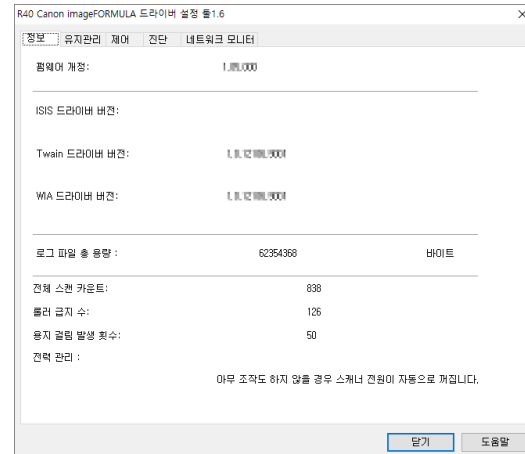 R40 Canon imageFORMULA 드라이버 설정 툴1.6
정보 유지관리 제어 진단 네트워크 모니터
펌웨어 개정:
ISIS 드라이버 버전:
Twain 드라이버 버전:
WIA 드라이버 버전:
로그 파일 총 용량 : 62354368 바이트
전체 스캔 카운트: 838
롤러 급지 수: 126
용지 걸림 발생 횟수: 50
전력 관리 :
아무 조작도 하지 않을 경우 스캐너 전원이 자동으로 꺼집니다.
닫기 도움말